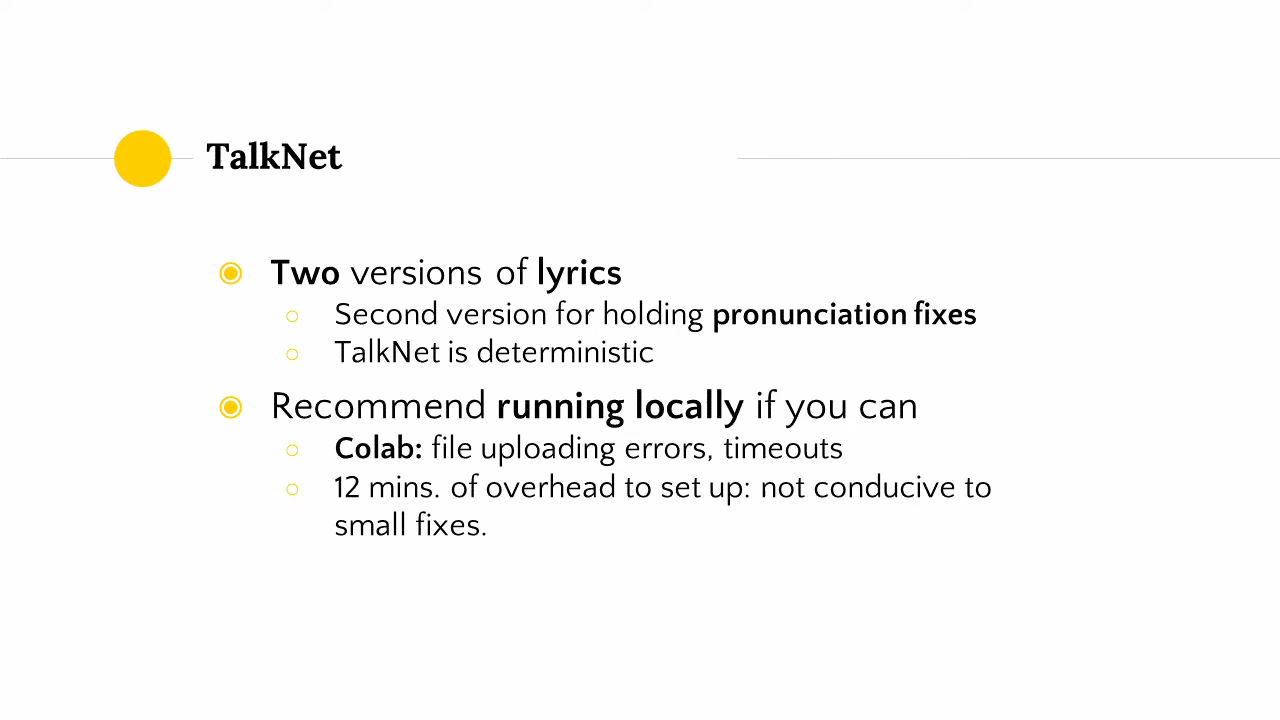 TalkNet
Two versions of lyrics
Second version for holding pronunciation fixes
TalkNet is deterministic
Recommend running locally if you can
Colab: file uploading errors, timeouts
12 mins. of overhead to set up: not conducive to
small fixes.